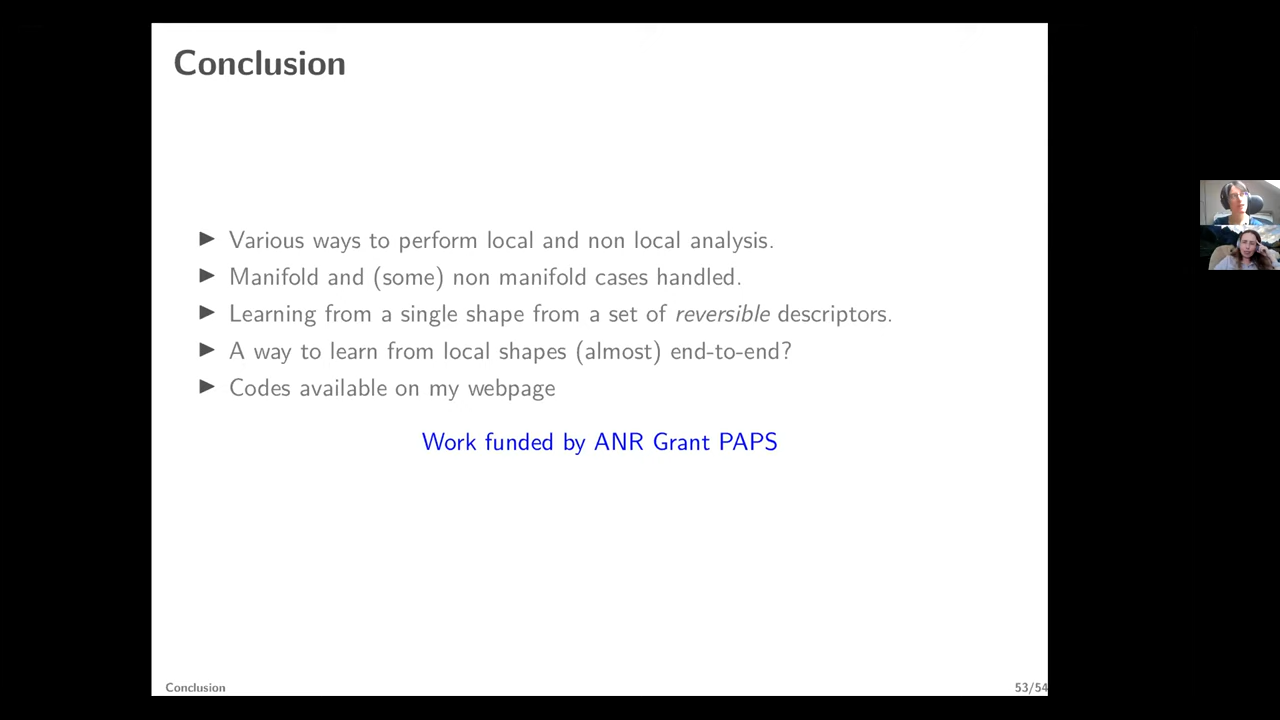 Conclusion
▶ Various ways to perform local and non local analysis.
▶ Manifold and (some) non manifold cases handled.
▶ Learning from a single shape from a set of reversible descriptors.
▶ A way to learn from local shapes (almost) end-to-end?
▶ Codes available on my webpage
Work funded by ANR Grant PAPS
Conclusion
53/54